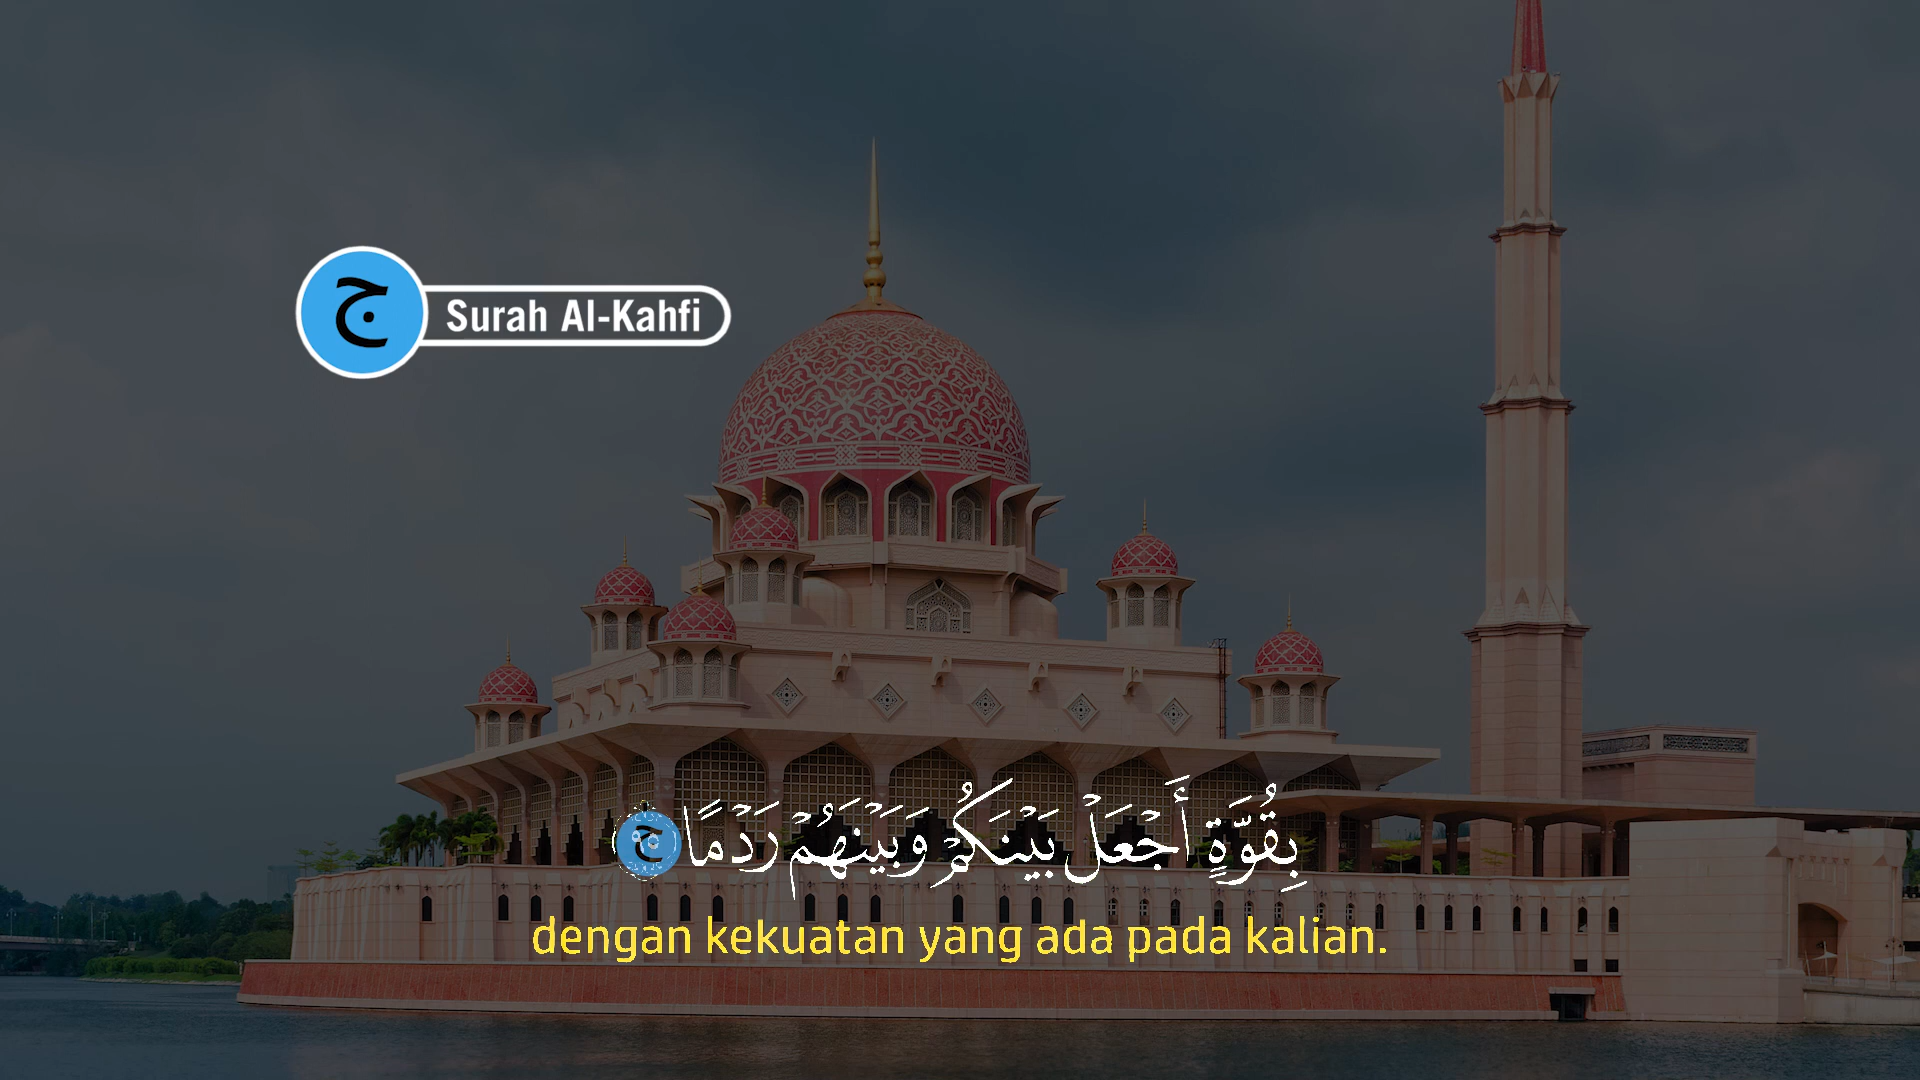 ج
Surah Al-Kahfi
بِقُوَّةٍ أَجْعَلْ بَيْنَكُمْ وَبَيْنَهُمْ رَدْمًا ج
dengan kekuatan yang ada pada kalian.